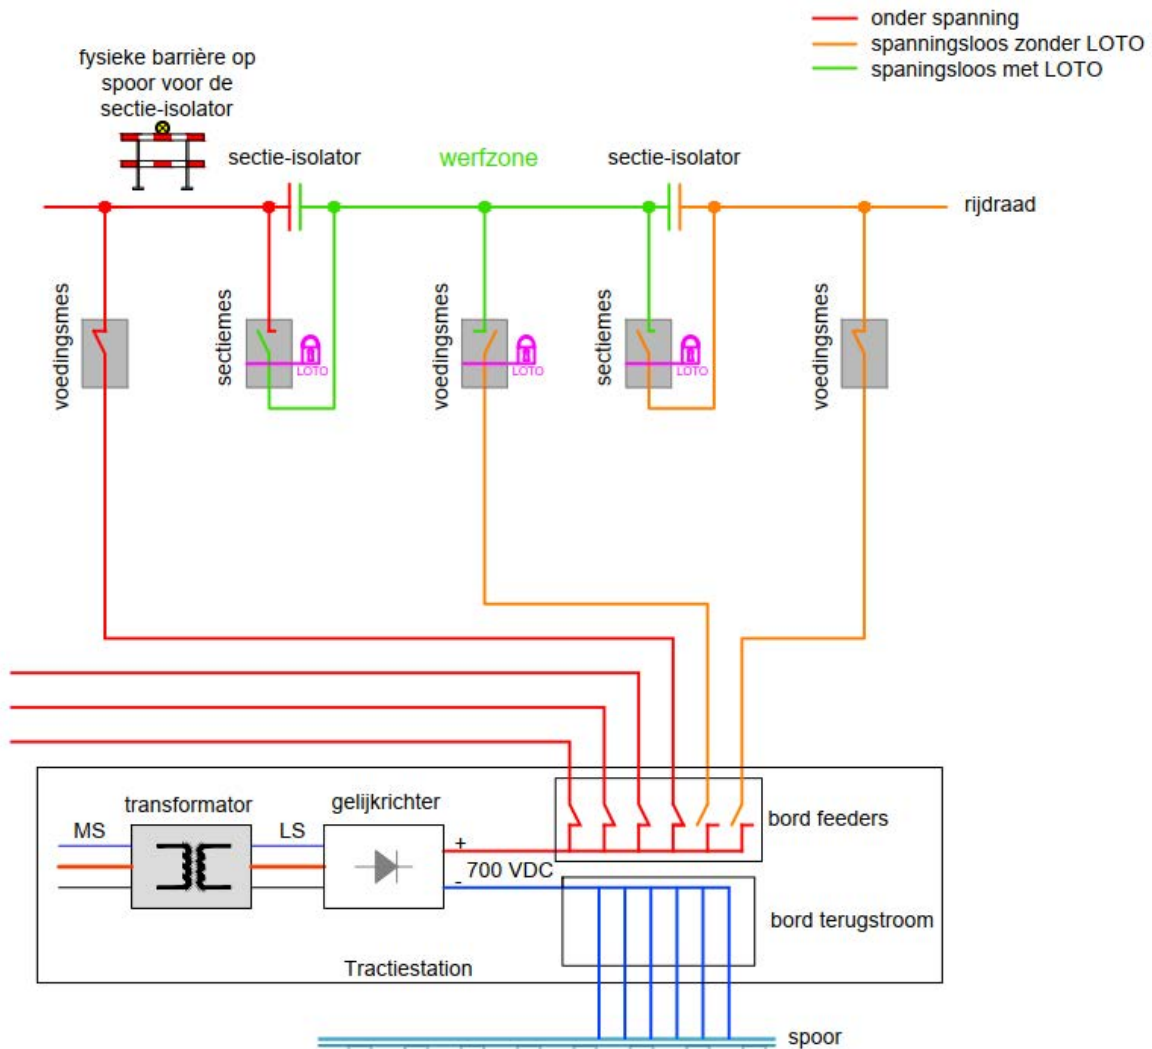 onder spanning
spanningsloos zonder LOTO
spaningsloos met LOTO
fysieke barrière op
spoor voor de
sectie-isolator
sectie-isolator
werfzone
sectie-isolator
rijdraad
voedingsmes
sectiemes
LOTO
voedingsmes
LOTO
sectiemes
LOTO
voedingsmes
transformator
gelijkrichter
MS
LS
+
700 VDC
-
bord feeders
bord terugstroom
Tractiestation
spoor